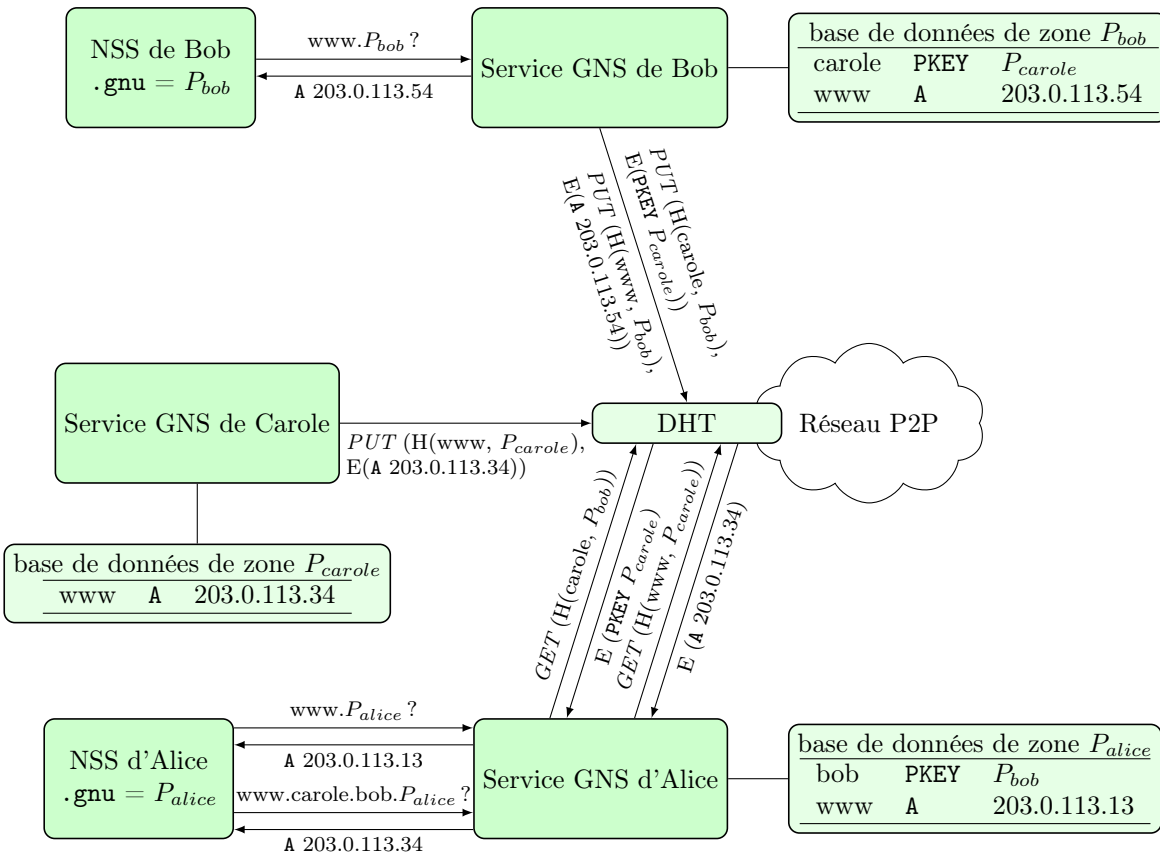 NSS de Bob
.gnu = P_bob
www.P_bob ?
A 203.0.113.54
Service GNS de Bob
base de données de zone P_bob
carole PKEY P_carole
www A 203.0.113.54
PUT (H(carole, P_bob),
E(PKEY P_carole))
PUT (H(www, P_bob),
E(A 203.0.113.54))
Service GNS de Carole
PUT (H(www, P_carole),
E(A 203.0.113.34))
DHT
Réseau P2P
base de données de zone P_carole
www A 203.0.113.34
GET (H(carole, P_bob))
E (PKEY P_carole)
GET (H(www, P_carole))
E (A 203.0.113.34)
NSS d'Alice
.gnu = P_alice
www.P_alice ?
A 203.0.113.13
www.carole.bob.P_alice ?
A 203.0.113.34
Service GNS d'Alice
base de données de zone P_alice
bob PKEY P_bob
www A 203.0.113.13